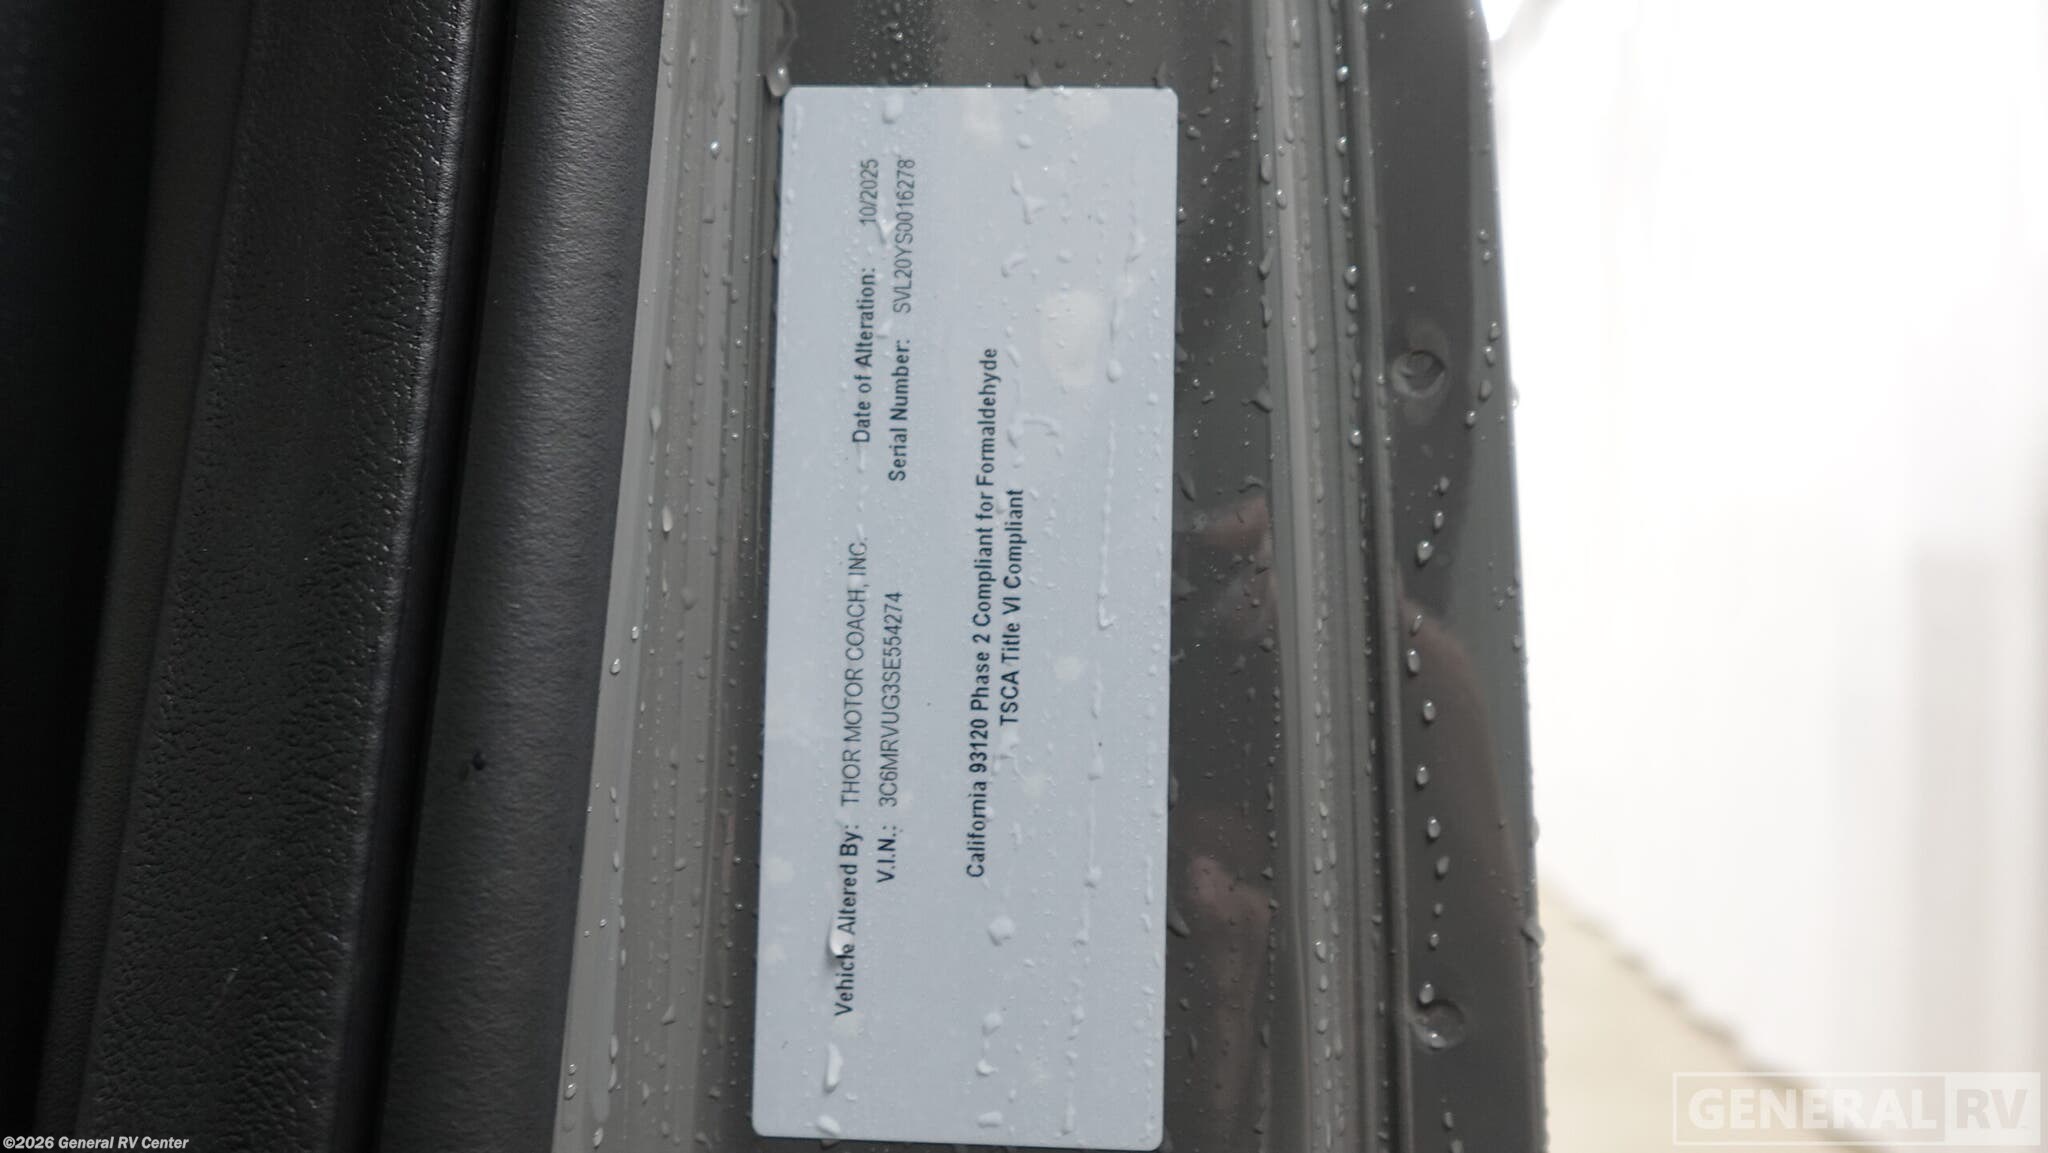 Vehicle Altered By: THOR MOTOR COACH, INC. Date of Alteration: 10/2025
V.I.N.: 3C6MRVUG3SE554274 Serial Number: SVL20YS0016278
California 93120 Phase 2 Compliant for Formaldehyde
TSCA Title VI Compliant
©2026 General RV Center
GENERAL RV